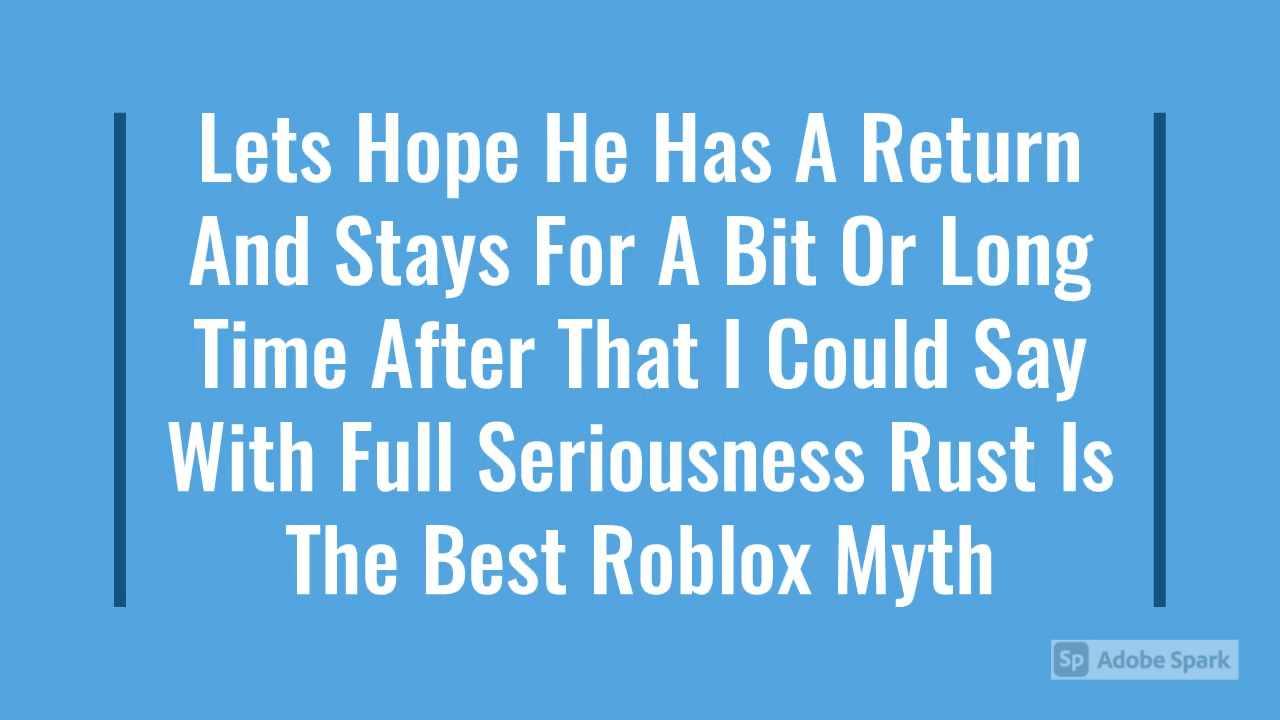 Lets Hope He Has A Return
And Stays For A Bit Or Long
Time After That I Could Say
With Full Seriousness Rust Is
The Best Roblox Myth
Sp Adobe Spark